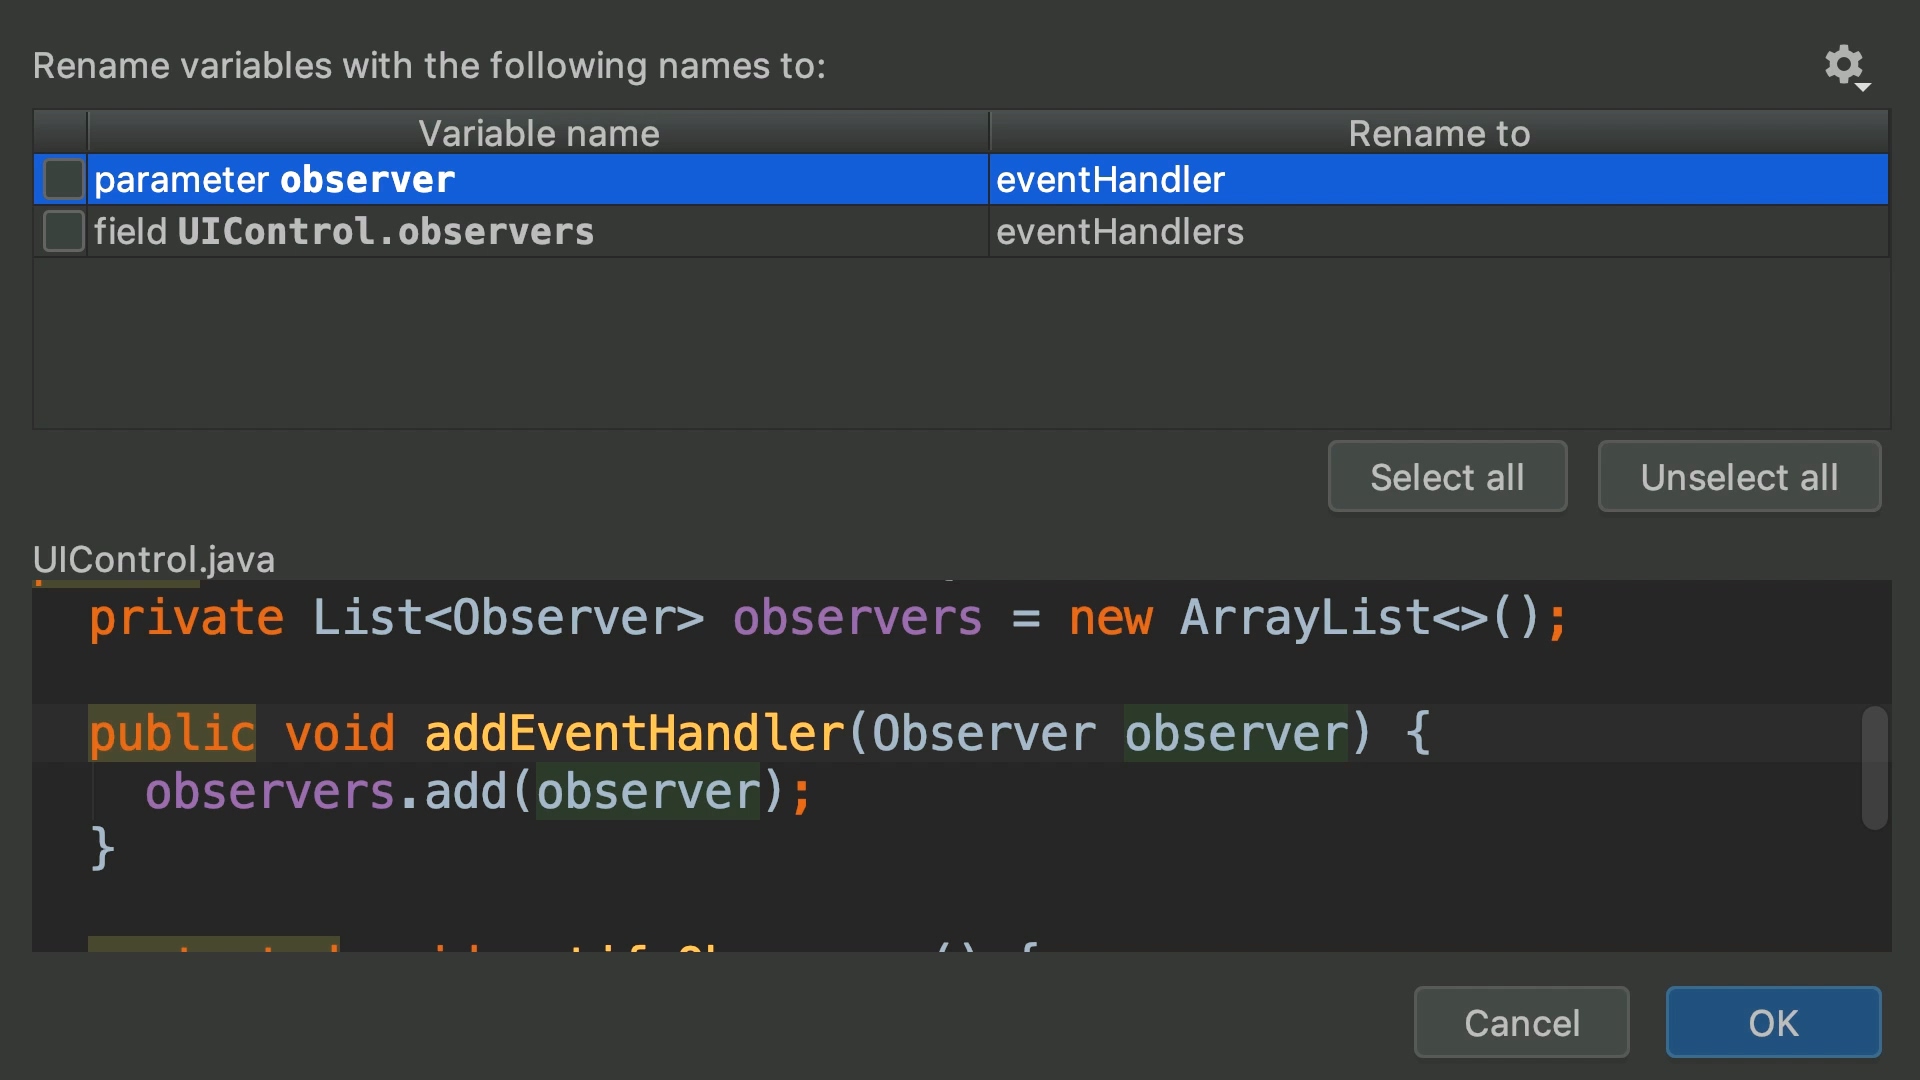 Rename variables with the following names to:
Variable name Rename to
parameter observer eventHandler
field UIControl.observers eventHandlers
Select all Unselect all
UIControl.java
private List<Observer> observers = new ArrayList<>();
public void addEventHandler(Observer observer) {
observers.add(observer);
}
Cancel OK